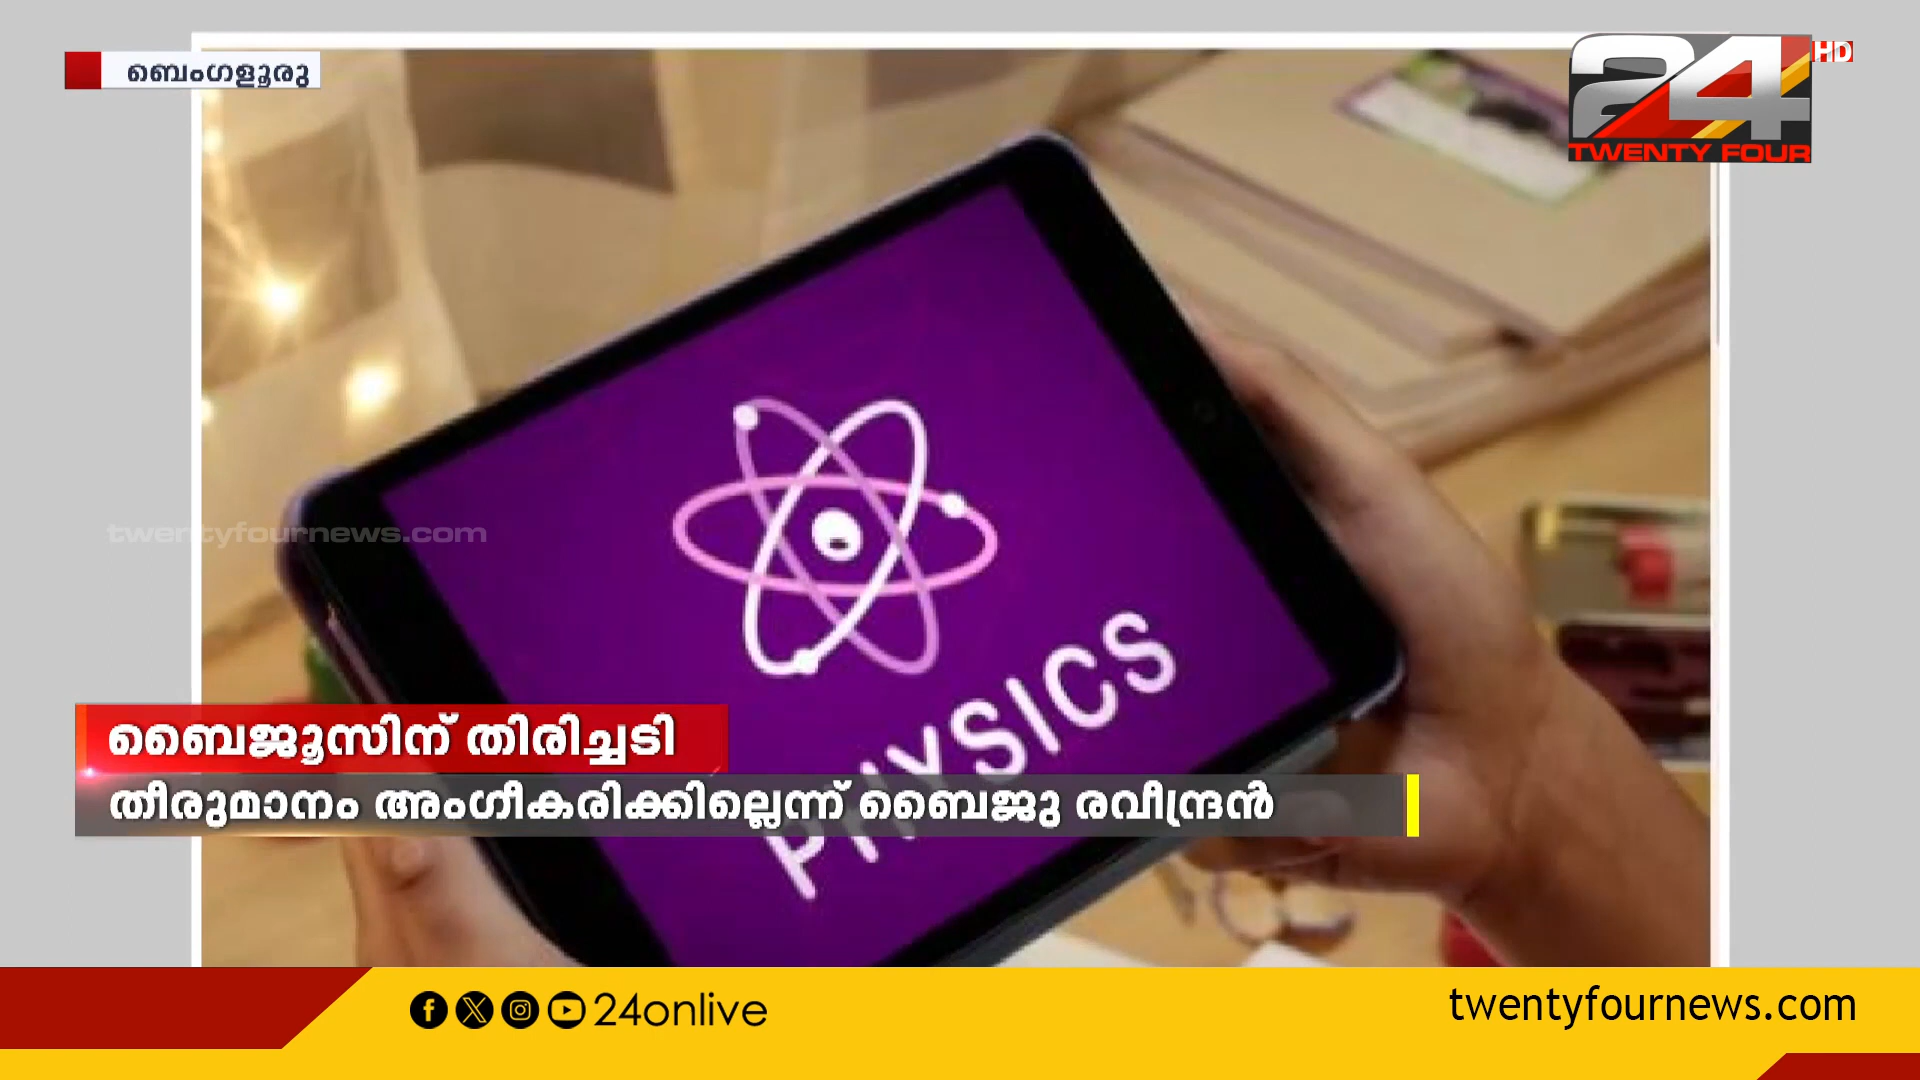 ബെംഗളൂരു
24 HD
TWENTY FOUR
twentyfournews.com
PHYSICS
ബൈജൂസിന് തിരിച്ചടി
തീരുമാനം അംഗീകരിക്കില്ലെന്ന് ബൈജു രവീന്ദ്രൻ
24onlive
twentyfournews.com